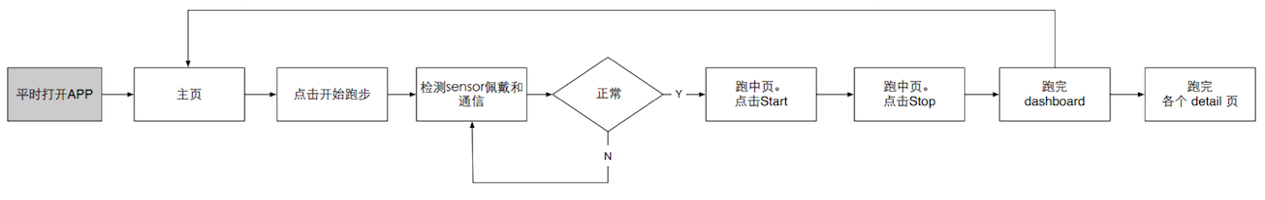 平时打开APP
主页
点击开始跑步
检测sensor佩戴和
通信
正常
Y
N
跑中页。
点击Start
跑中页。
点击Stop
跑完
dashboard
跑完
各个 detail 页